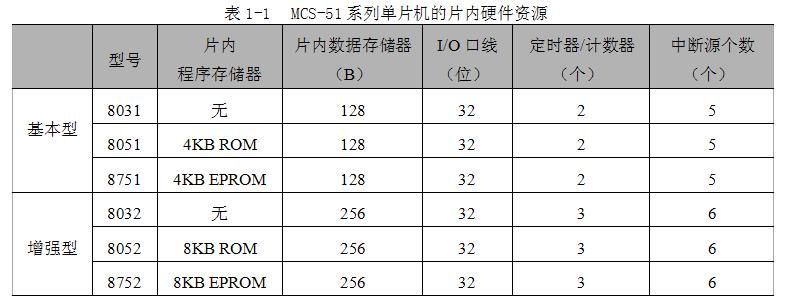 表 1-1 MCS-51 系列单片机的片内硬件资源
型号 片内程序存储器 片内数据存储器（B） I/O 口线（位） 定时器/计数器（个） 中断源个数（个）
基本型 8031 无 128 32 2 5
8051 4KB ROM 128 32 2 5
8751 4KB EPROM 128 32 2 5
增强型 8032 无 256 32 3 6
8052 8KB ROM 256 32 3 6
8752 8KB EPROM 256 32 3 6